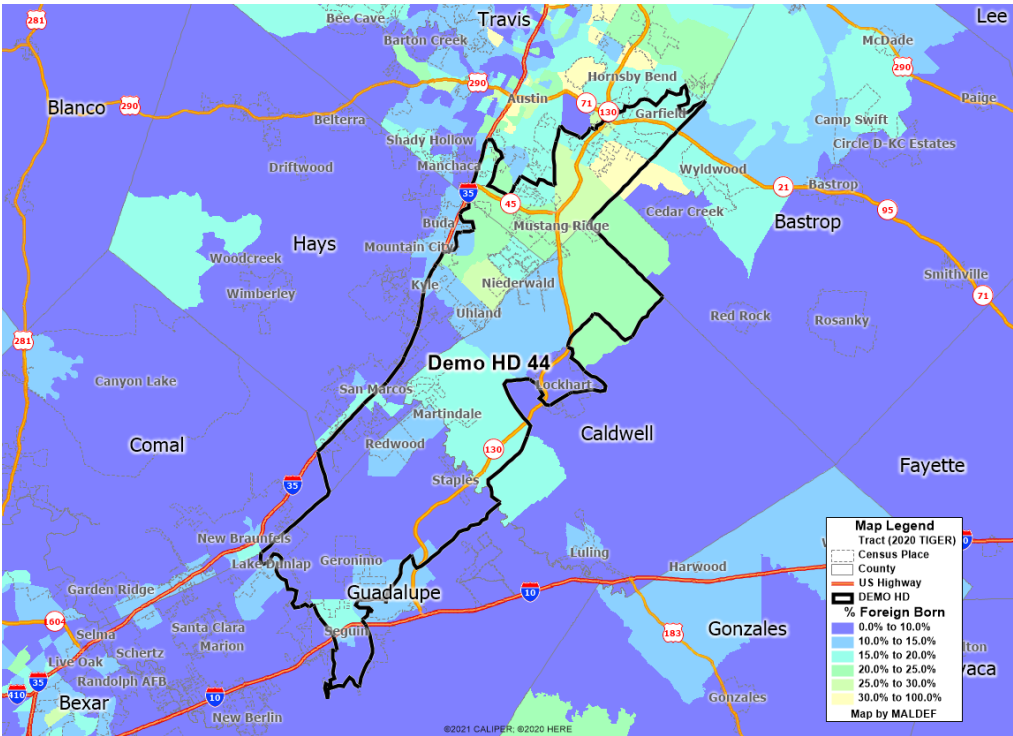 281
Bee Cave
Travis
Lee
Barton Creek
McDade
290
290
Hornsby Bend
Blanco
290
Austin
71
130
Garfield
Paige
Belterra
Camp Swift
Shady Hollow
Circle D-KC Estates
Driftwood
Manchaca
Wyldwood
35
21
Bastrop
45
Cedar Creek
95
Buda
Mustang Ridge
Bastrop
Hays
Mountain City
Woodcreek
Smithville
Kyle
Niederwald
71
Wimberley
Uhland
Red Rock
Rosanky
281
Demo HD 44
Canyon Lake
San Marcos
Lockhart
Martindale
Comal
Redwood
Caldwell
130
Fayette
Staples
35
New Braunfels
Luling
Lake Dunlap
Geronimo
Harwood
W
10
Garden Ridge
Guadalupe
10
1604
Selma
Santa Clara
Seguin
183
Gonzales
Schertz
Marion
Live Oak
Randolph AFB
35
410
10
Bexar
New Berlin
Gonzales
lton
vaca
Map Legend
Tract (2020 TIGER)
Census Place
County
US Highway
DEMO HD
% Foreign Born
0.0% to 10.0%
10.0% to 15.0%
15.0% to 20.0%
20.0% to 25.0%
25.0% to 30.0%
30.0% to 100.0%
Map by MALDEF
©2021 CALIPER; ©2020 HERE